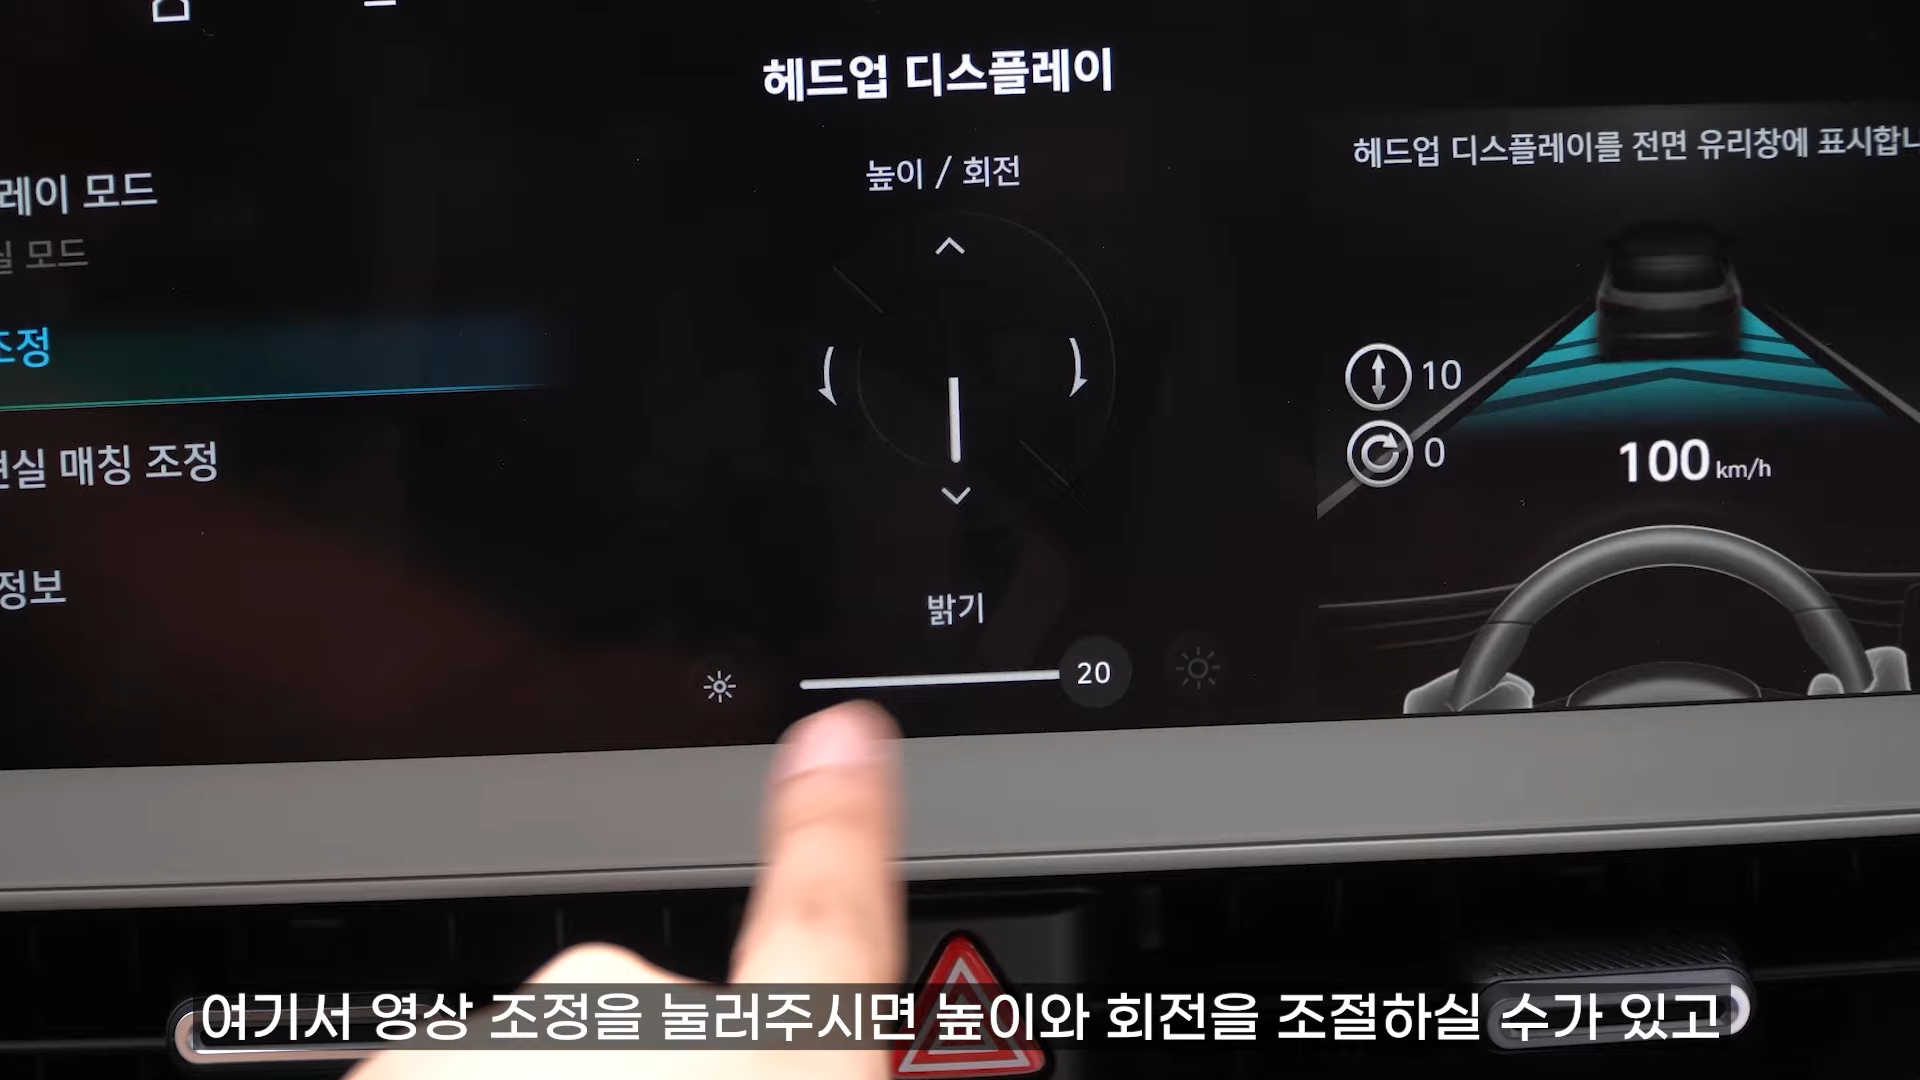 헤드업 디스플레이
레이 모드
실 모드
조정
현실 매칭 조정
정보
높이 / 회전
밝기
20
헤드업 디스플레이를 전면 유리창에 표시합니
10
0
100 km/h
여기서 영상 조정을 눌러주시면 높이와 회전을 조절하실 수가 있고